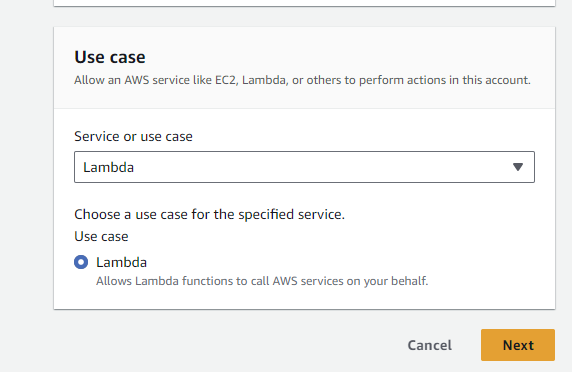 Use case
Allow an AWS service like EC2, Lambda, or others to perform actions in this account.
Service or use case
Lambda
Choose a use case for the specified service.
Use case
Lambda
Allows Lambda functions to call AWS services on your behalf.
Cancel
Next